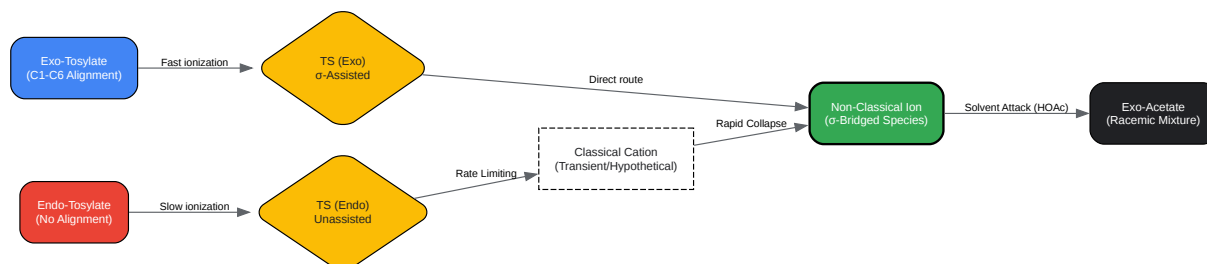 Exo-Tosylate
(C1-C6 Alignment)
Fast ionization
TS (Exo)
σ-Assisted
Direct route
Non-Classical Ion
(σ-Bridged Species)
Solvent Attack (HOAc)
Exo-Acetate
(Racemic Mixture)
Rapid Collapse
Classical Cation
(Transient/Hypothetical)
Rate Limiting
Endo-Tosylate
(No Alignment)
Slow ionization
TS (Endo)
Unassisted